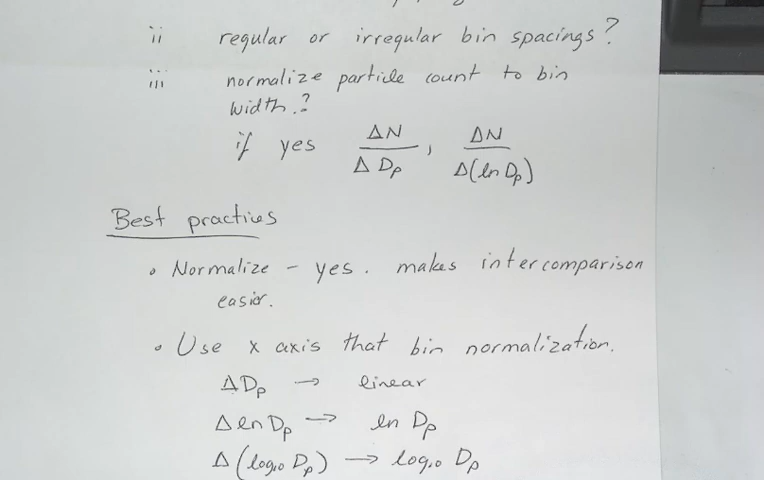 ii regular or irregular bin spacings?
iii normalize particle count to bin
width?
if yes ΔN/ΔDp, ΔN/Δ(ln Dp)
Best practices
• Normalize - yes. makes intercomparison
easier.
• Use x axis that bin normalization.
ΔDp → linear
Δ ln Dp → ln Dp
Δ(log10 Dp) → log10 Dp